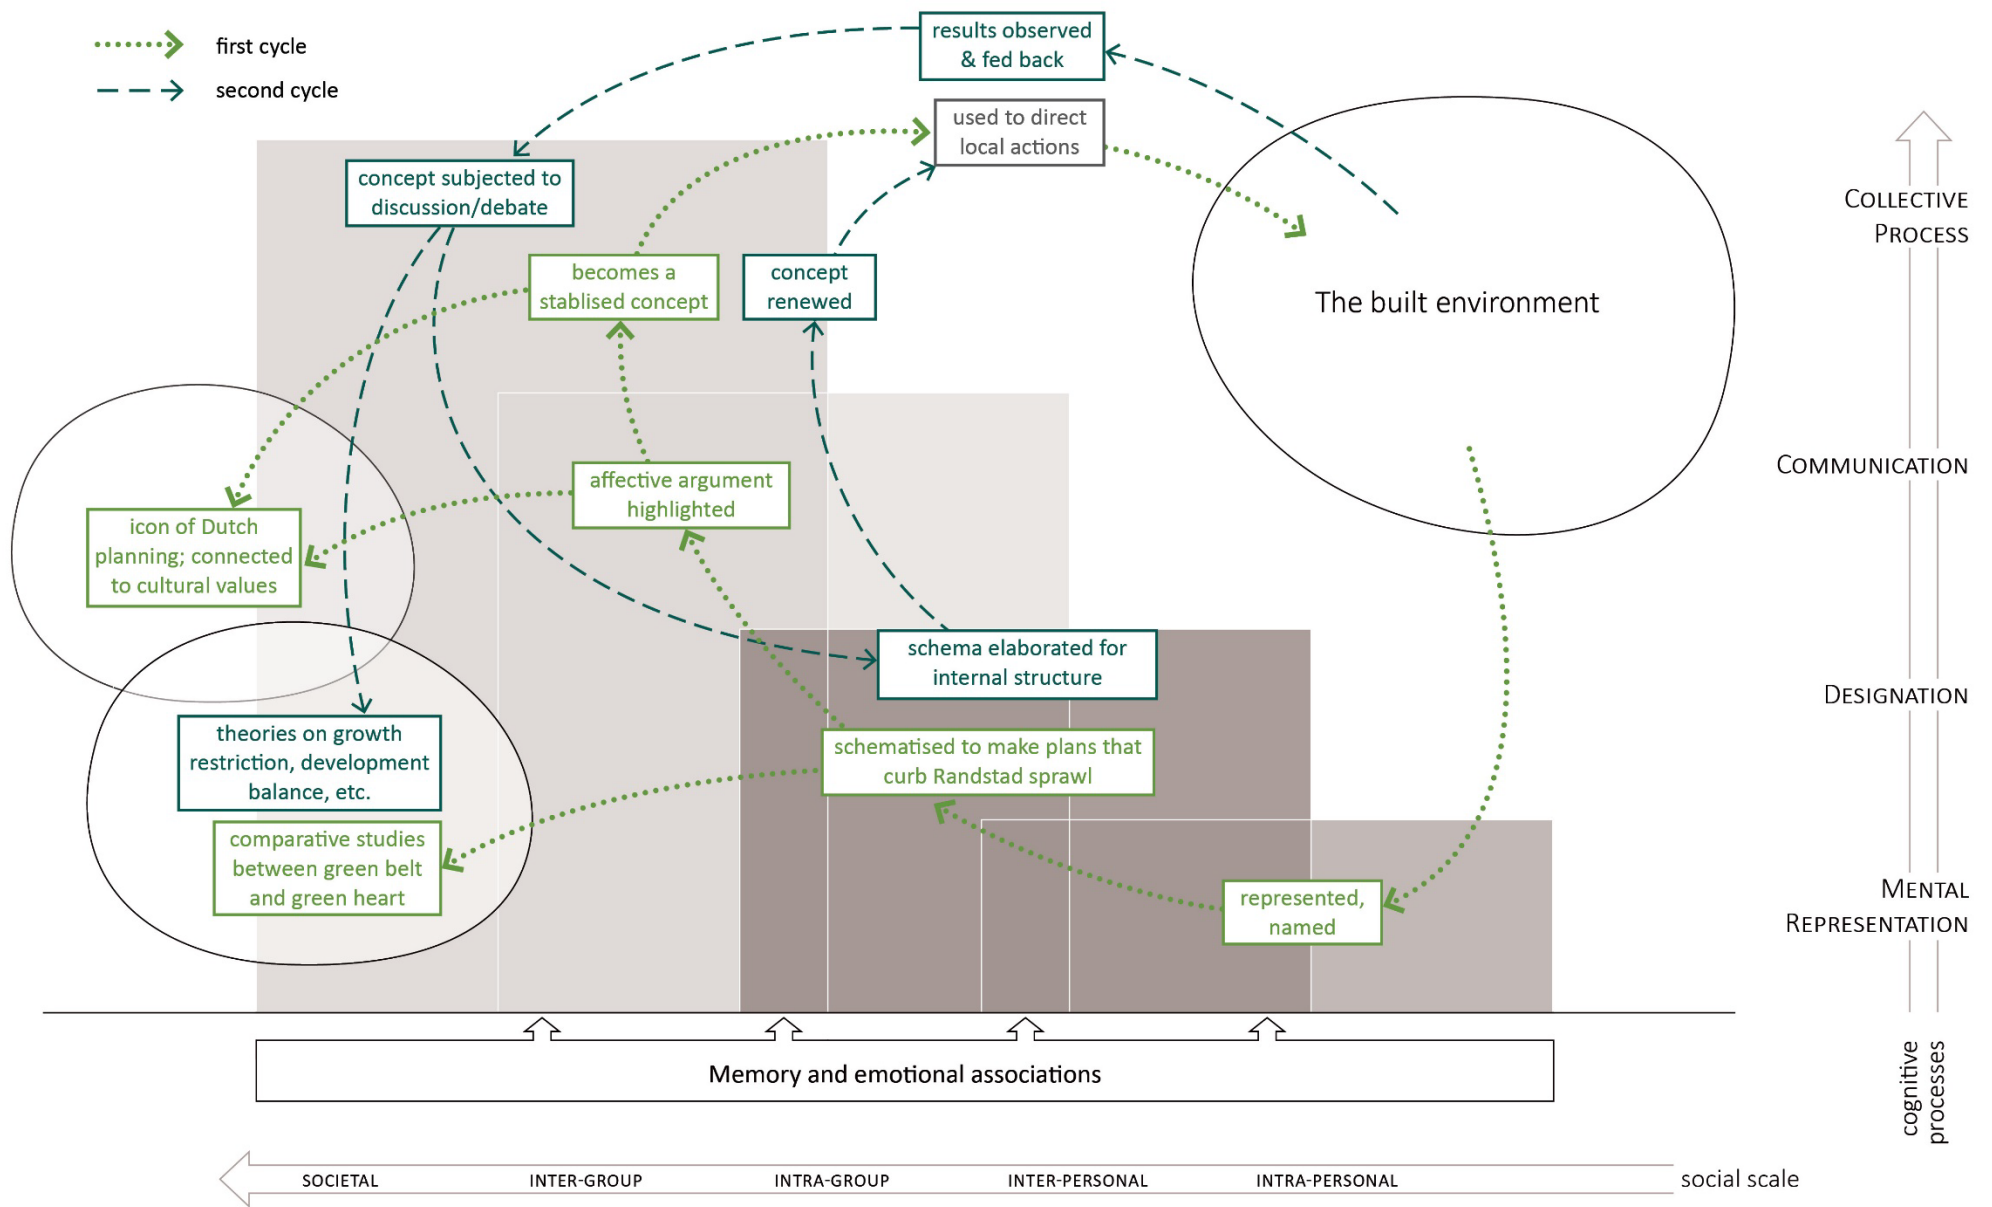 first cycle
second cycle
results observed
& fed back
used to direct
local actions
concept subjected to
discussion/debate
becomes a
stablised concept
concept
renewed
The built environment
affective argument
highlighted
icon of Dutch
planning; connected
to cultural values
schema elaborated for
internal structure
theories on growth
restriction, development
balance, etc.
schematised to make plans that
curb Randstad sprawl
comparative studies
between green belt
and green heart
represented,
named
Memory and emotional associations
COLLECTIVE
PROCESS
COMMUNICATION
DESIGNATION
MENTAL
REPRESENTATION
cognitive
processes
SOCIETAL
INTER-GROUP
INTRA-GROUP
INTER-PERSONAL
INTRA-PERSONAL
social scale